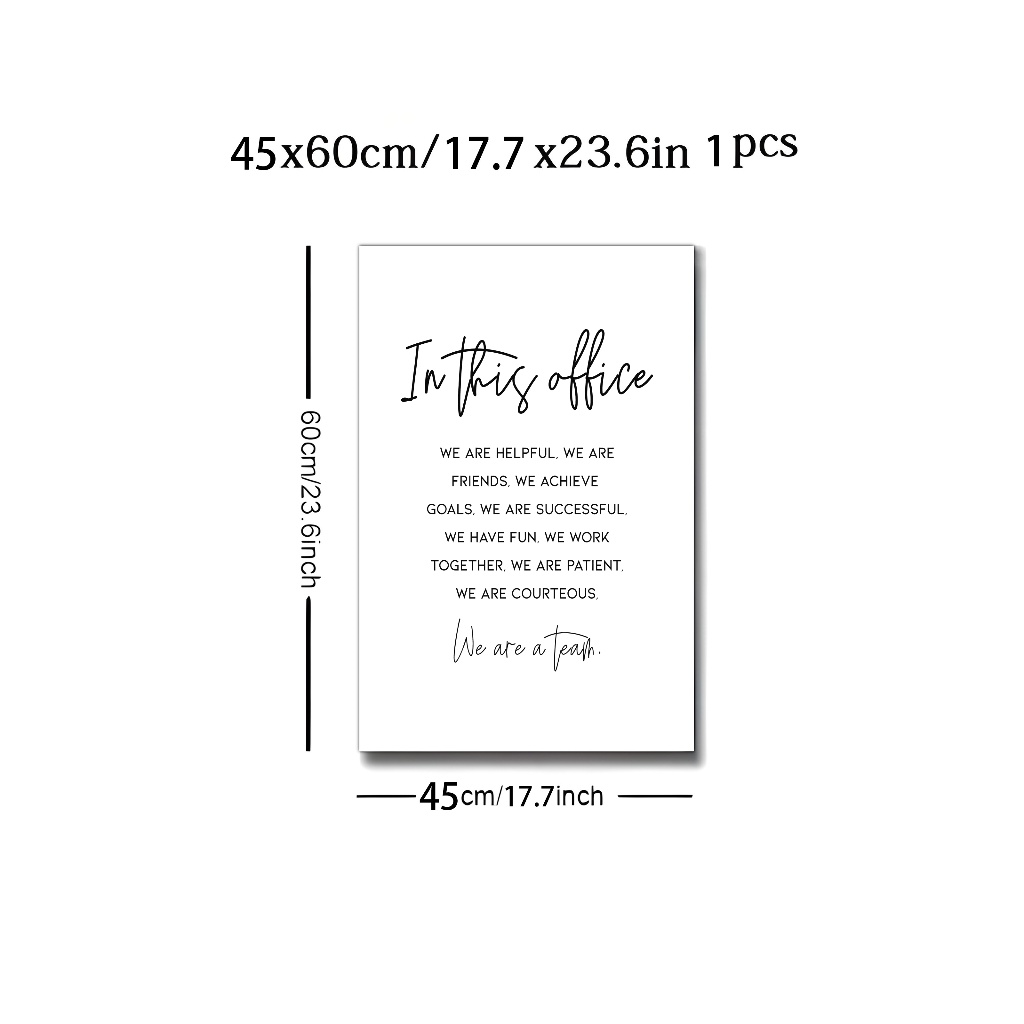 45x60cm/17.7 x23.6in 1pcs
In this office
WE ARE HELPFUL, WE ARE
FRIENDS, WE ACHIEVE
GOALS, WE ARE SUCCESSFUL,
WE HAVE FUN, WE WORK
TOGETHER, WE ARE PATIENT,
WE ARE COURTEOUS,
We are a team.
60cm/23.6inch
45cm/17.7inch